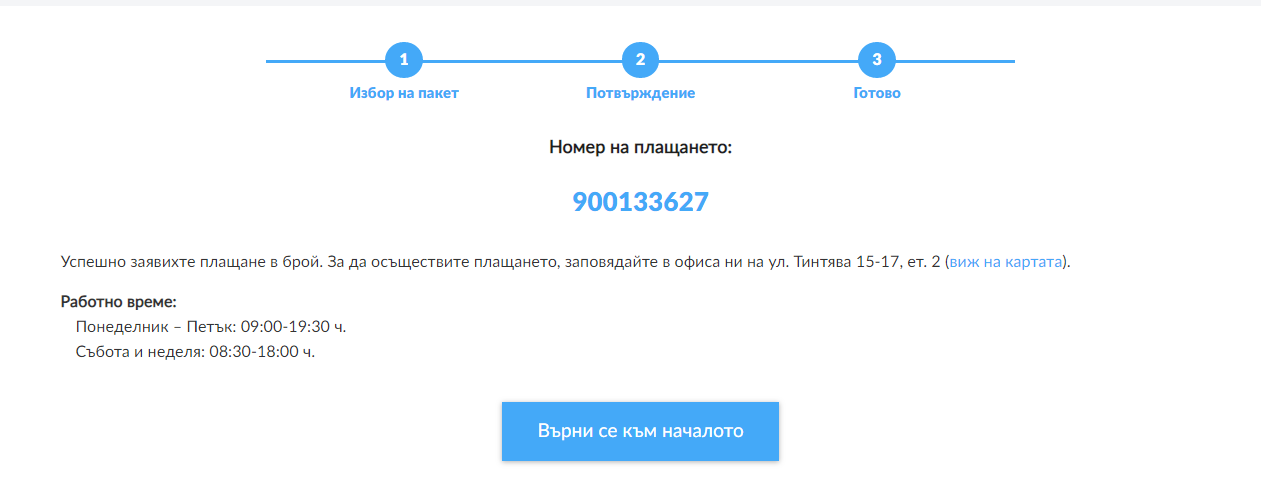 1 2 3
Избор на пакет Потвърждение Готово
Номер на плащането:
900133627
Успешно заявихте плащане в брой. За да осъществите плащането, заповядайте в офиса ни на ул. Тинтява 15-17, ет. 2 (виж на картата).
Работно време:
Понеделник – Петък: 09:00-19:30 ч.
Събота и неделя: 08:30-18:00 ч.
Върни се към началото